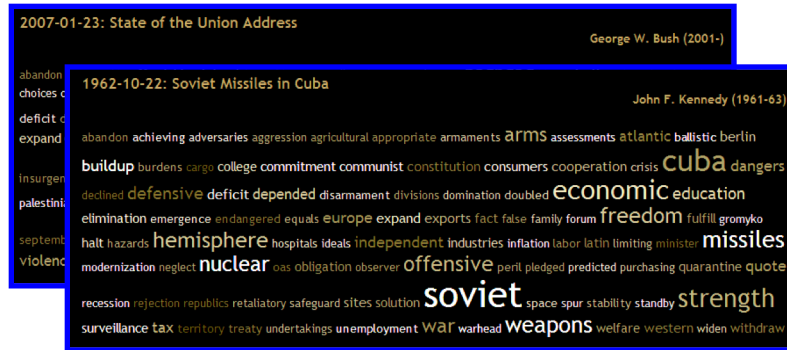 2007-01-23: State of the Union Address
George W. Bush (2001-)
abandon
choices
deficit
expand
insurgen
palestini
septemb
violenc
1962-10-22: Soviet Missiles in Cuba
John F. Kennedy (1961-63)
abandon achieving adversaries aggression agricultural appropriate armaments arms assessments atlantic ballistic berlin
buildup burdens cargo college commitment communist constitution consumers cooperation crisis cuba dangers
declined defensive deficit depended disarmament divisions domination doubled economic education
elimination emergence endangered equals europe expand exports fact false family forum freedom fulfill gromyko
halt hazards hemisphere hospitals ideals independent industries inflation labor latin limiting minister missiles
modernization neglect nuclear oas obligation observer offensive peril pledged predicted purchasing quarantine quote
recession rejection republics retaliatory safeguard sites solution soviet space spur stability standby strength
surveillance tax territory treaty undertakings unemployment war warhead weapons welfare western widen withdraw